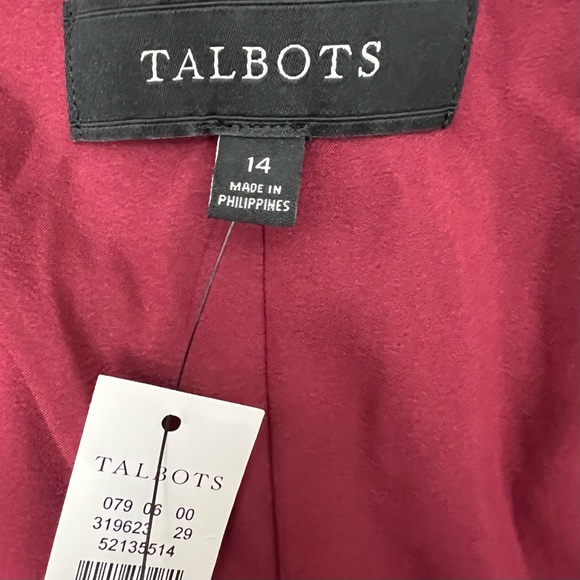 TALBOTS
14
MADE IN
PHILIPPINES
TALBOTS
079 06 00
319623 29
52135514